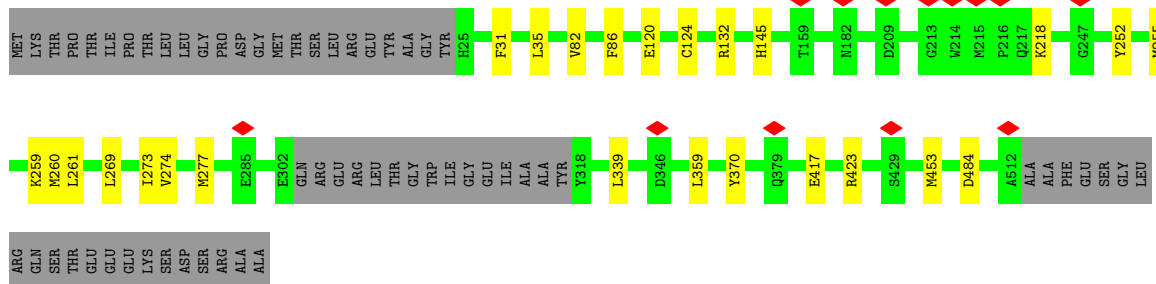 MET LYS THR PRO THR ILE PRO THR LEU LEU GLY PRO ASP GLY MET THR SER LEU ARG GLU TYR ALA GLY TYR H25 F31 L35 V82 F86 E120 C124 R132 H145 T159 N182 D209 G213 W214 M215 P216 Q217 K218 G247 Y252
K259 M260 L261 L269 I273 V274 M277 E285 E302 GLN ARG GLU ARG LEU THR GLY TRP ILE GLY GLU ILE ALA ALA TYR Y318 L339 D346 L359 Y370 Q379 E417 R423 S429 M453 D484 A512 ALA ALA PHE GLU SER GLY LEU
ARG GLN SER THR GLU GLU GLU LYS SER ASP SER ARG ALA ALA